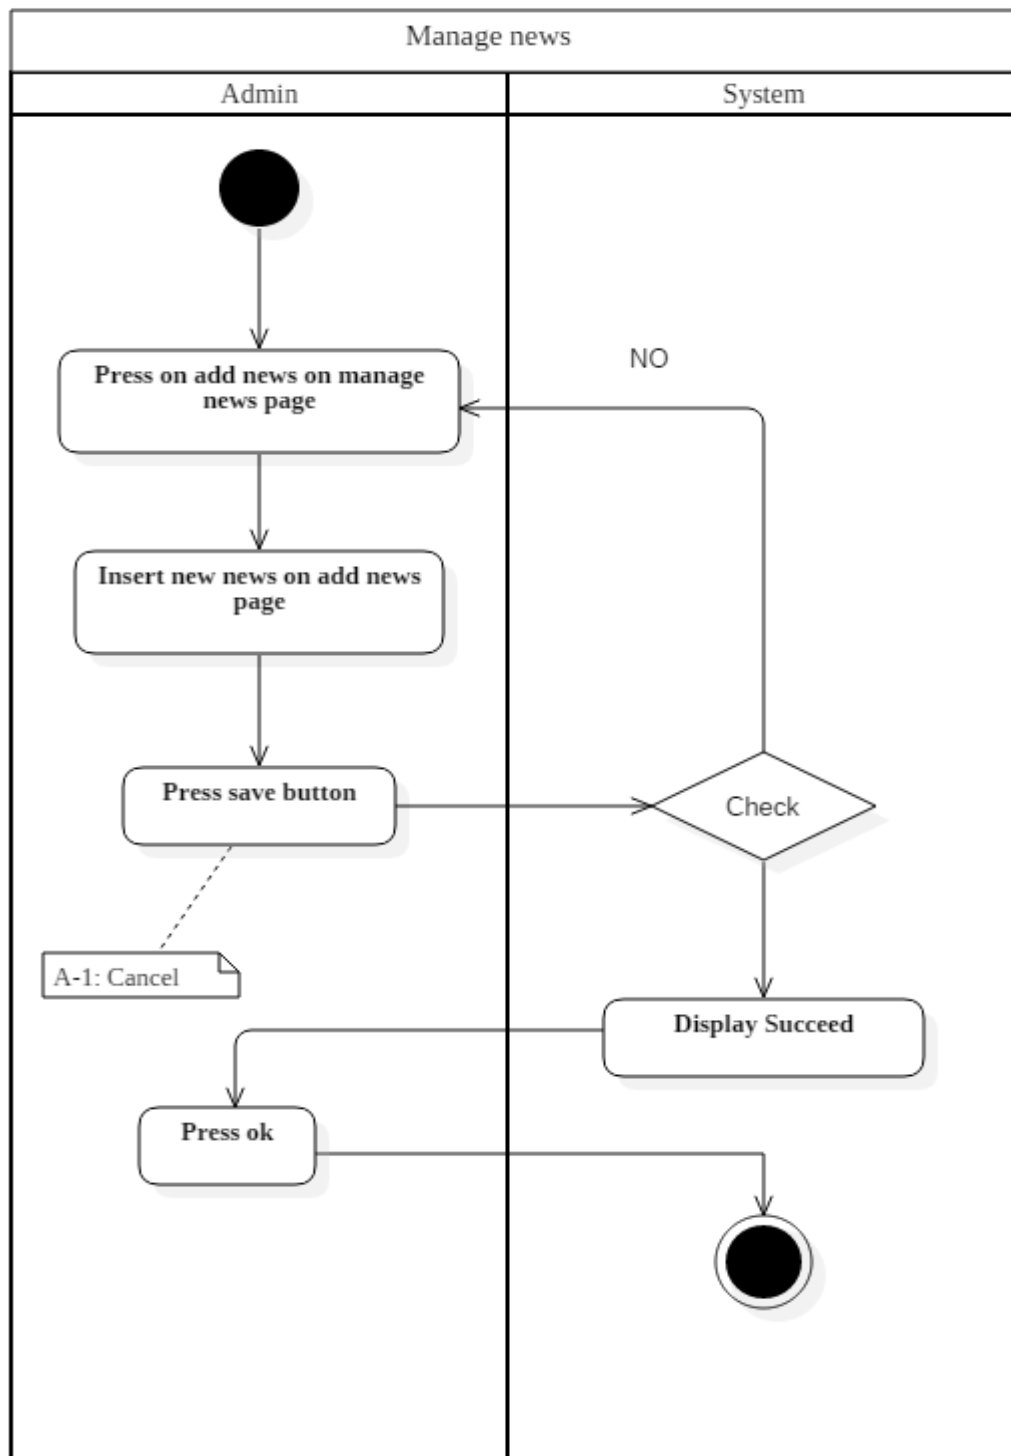 Manage news
Admin
System
Press on add news on manage
news page
NO
Insert new news on add news
page
Press save button
Check
A-1: Cancel
Display Succeed
Press ok